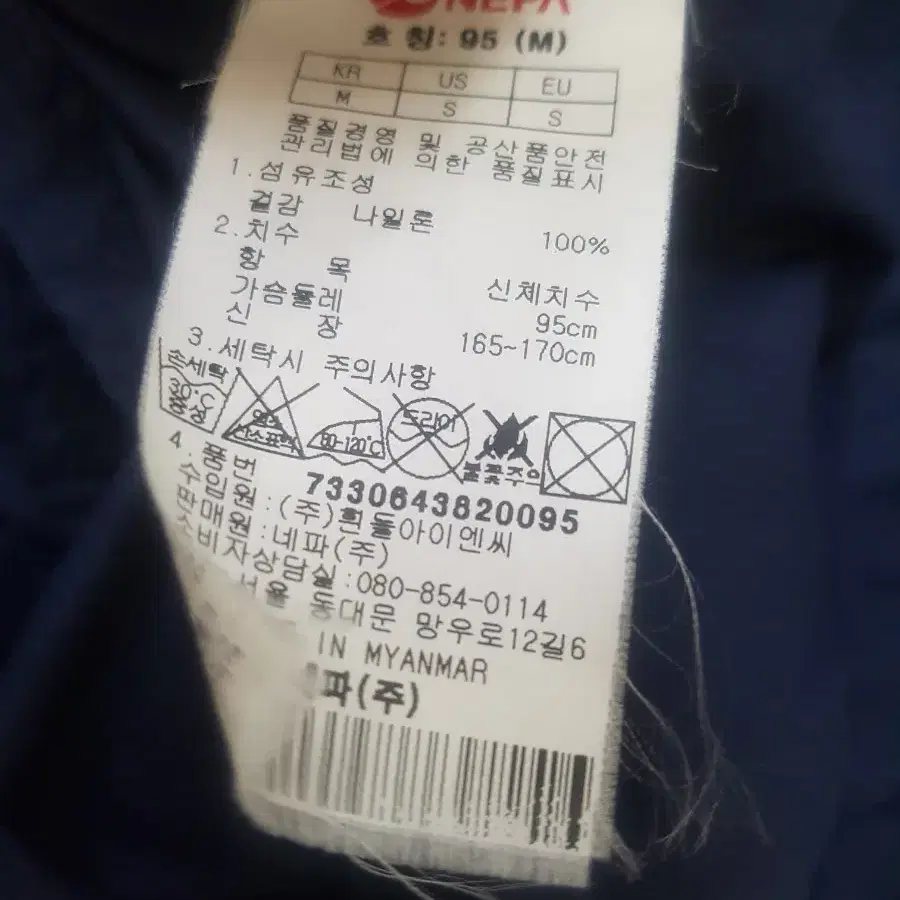 NEPA
호 칭: 95 (M)
KR US EU
M S S
품질경영 및 공산품안전
관리법에 의한 품질표시
1.섬유조성
겉감 나일론 100%
2.치수
항 목 신체치수
가슴둘레 95cm
신 장 165~170cm
3.세탁시 주의사항
손세탁
30°C
중성
염소
산소표백
80-120°C
드라이
불꽃주의
4.품번 7330643820095
수입원:(주)흰돌아이엔씨
판매원:네파(주)
소비자상담실:080-854-0114
서울 동대문 망우로12길6
IN MYANMAR
파(주)